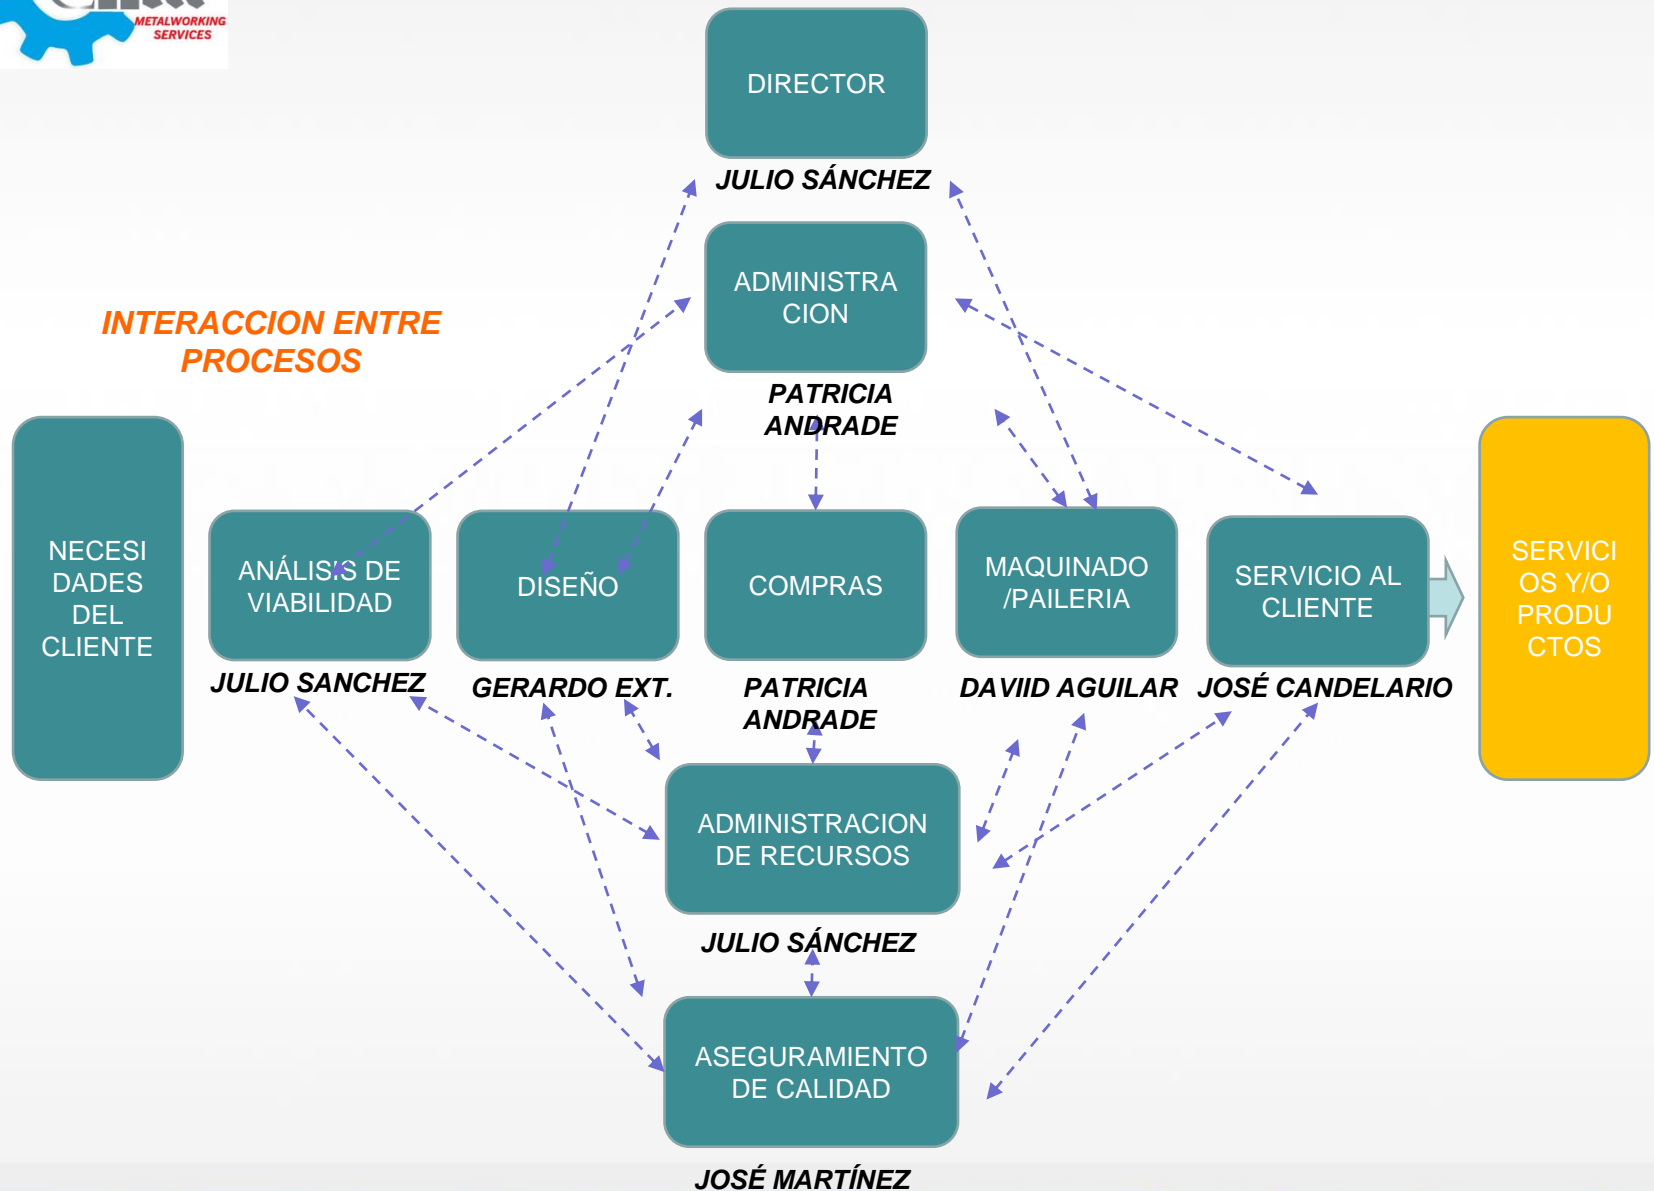 METALWORKING
SERVICES
DIRECTOR
JULIO SÁNCHEZ
ADMINISTRA
CION
PATRICIA
ANDRADE
INTERACCION ENTRE
PROCESOS
NECESI
DADES
DEL
CLIENTE
ANÁLISIS DE
VIABILIDAD
JULIO SANCHEZ
DISEÑO
GERARDO EXT.
COMPRAS
PATRICIA
ANDRADE
MAQUINADO
/PAILERIA
DAVIID AGUILAR
SERVICIO AL
CLIENTE
JOSÉ CANDELARIO
SERVICI
OS Y/O
PRODU
CTOS
ADMINISTRACION
DE RECURSOS
JULIO SÁNCHEZ
ASEGURAMIENTO
DE CALIDAD
JOSÉ MARTÍNEZ